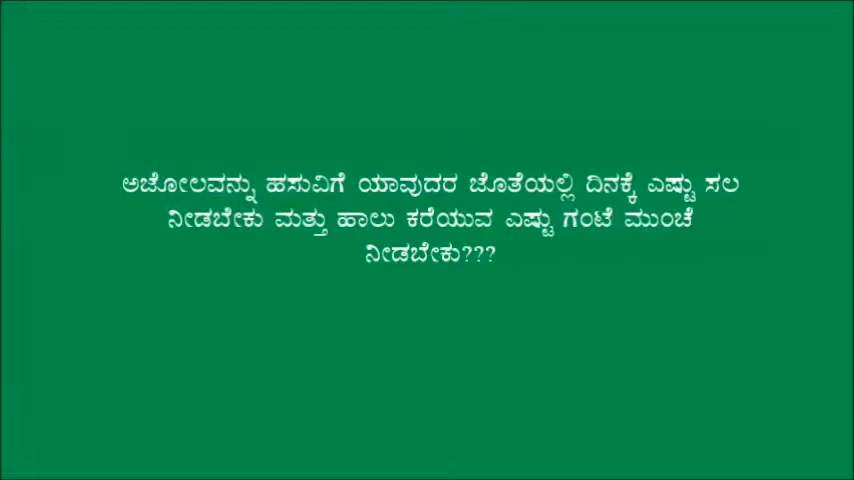 ಅಜೋಲವನ್ನು ಹಸುವಿಗೆ ಯಾವುದರ ಜೊತೆಯಲ್ಲಿ ದಿನಕ್ಕೆ ಎಷ್ಟು ಸಲ
ನೀಡಬೇಕು ಮತ್ತು ಹಾಲು ಕರೆಯುವ ಎಷ್ಟು ಗಂಟೆ ಮುಂಚೆ
ನೀಡಬೇಕು???